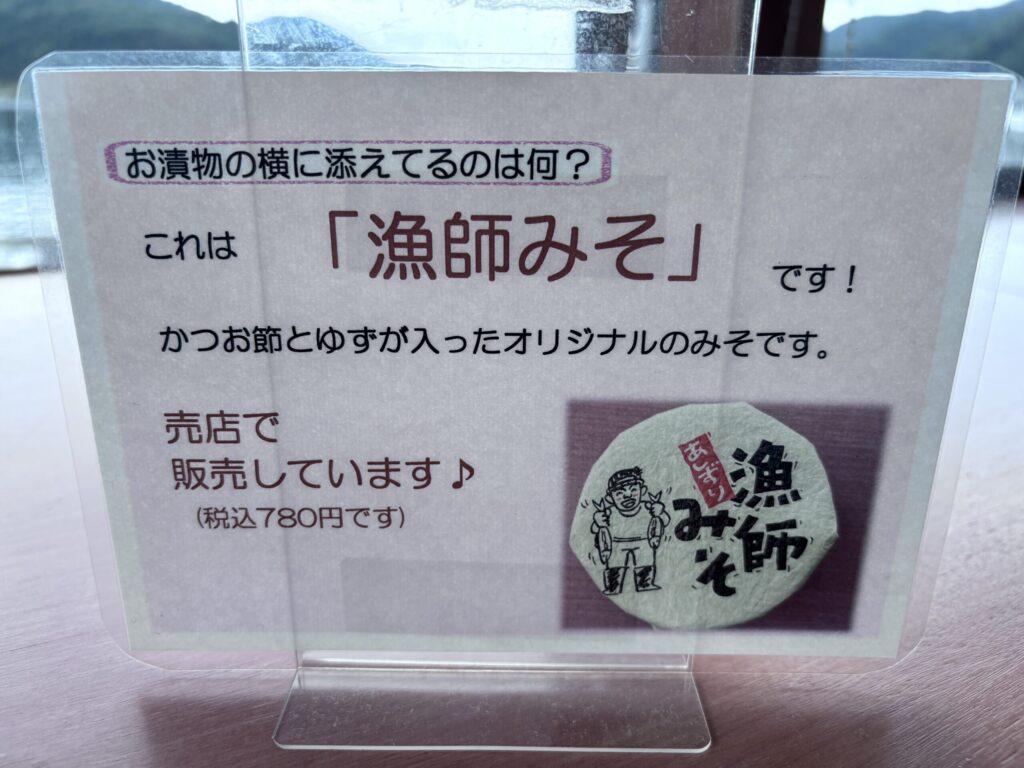 お漬物の横に添えてるのは何？
これは「漁師みそ」です！
かつお節とゆずが入ったオリジナルのみそです。
売店で
販売しています♪
(税込780円です)
漁師
みそ